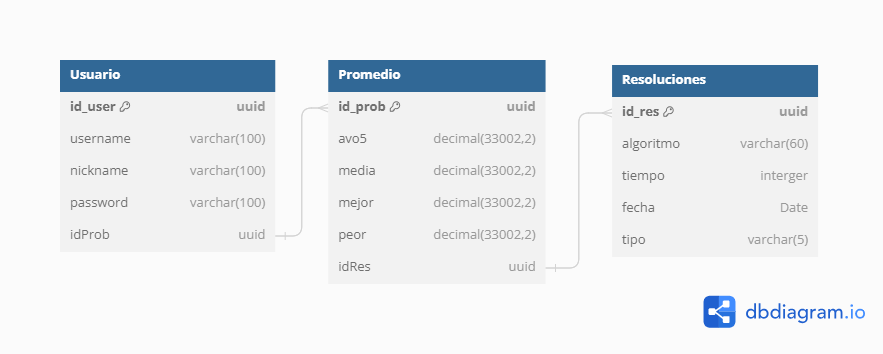 Usuario
id_user uuid
username varchar(100)
nickname varchar(100)
password varchar(100)
idProb uuid
Promedio
id_prob uuid
avo5 decimal(33002,2)
media decimal(33002,2)
mejor decimal(33002,2)
peor decimal(33002,2)
idRes uuid
Resoluciones
id_res uuid
algoritmo varchar(60)
tiempo interger
fecha Date
tipo varchar(5)
dbdiagram.io